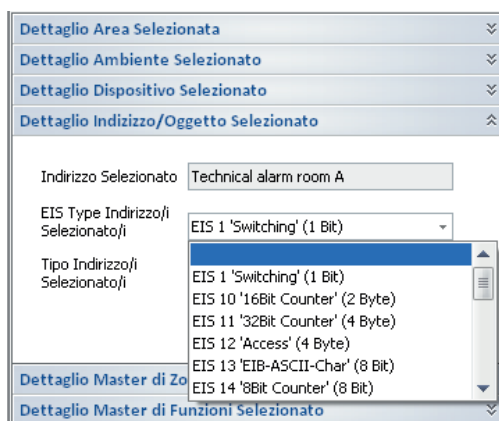 Dettaglio Area Selezionata
Dettaglio Ambiente Selezionato
Dettaglio Dispositivo Selezionato
Dettaglio Indizizzo/Oggetto Selezionato
Indirizzo Selezionato Technical alarm room A
EIS Type Indirizzo/i
Selezionato/i
EIS 1 'Switching' (1 Bit)
Tipo Indirizzo/i
Selezionato/i
EIS 1 'Switching' (1 Bit)
EIS 10 '16Bit Counter' (2 Byte)
EIS 11 '32Bit Counter' (4 Byte)
EIS 12 'Access' (4 Byte)
EIS 13 'EIB-ASCII-Char' (8 Bit)
EIS 14 '8Bit Counter' (8 Bit)
Dettaglio Master di Zo
Dettaglio Master di Funzioni Selezionato